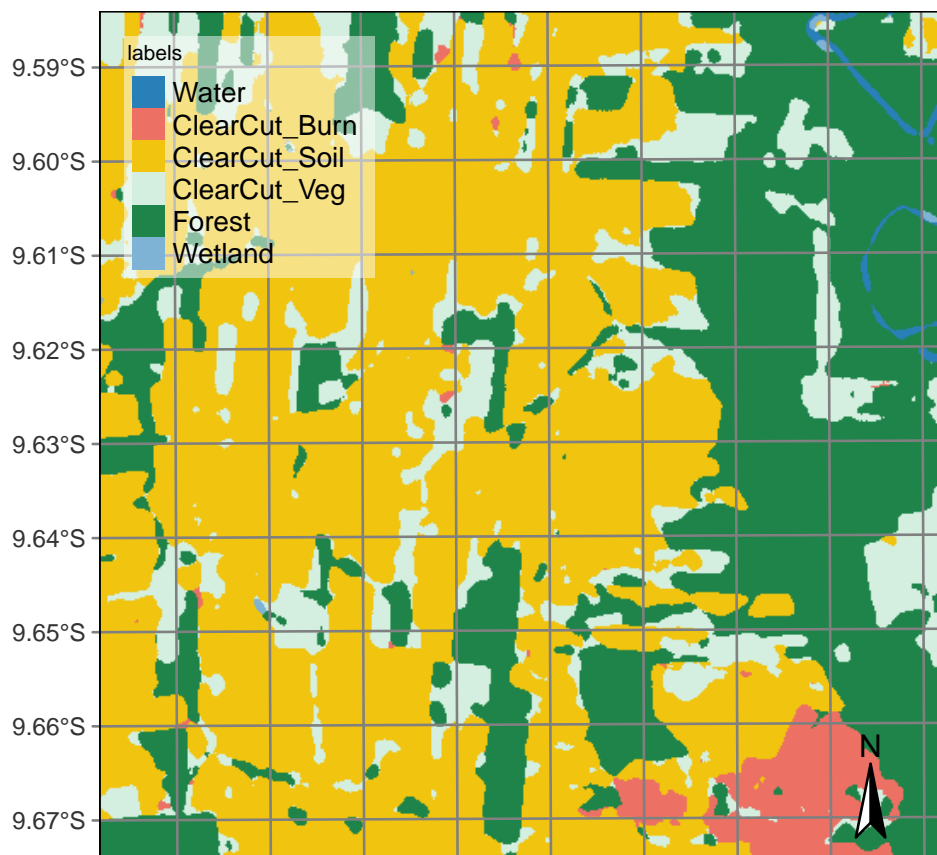 labels
Water
ClearCut_Burn
ClearCut_Soil
ClearCut_Veg
Forest
Wetland
9.59°S
9.60°S
9.61°S
9.62°S
9.63°S
9.64°S
9.65°S
9.66°S
9.67°S
N